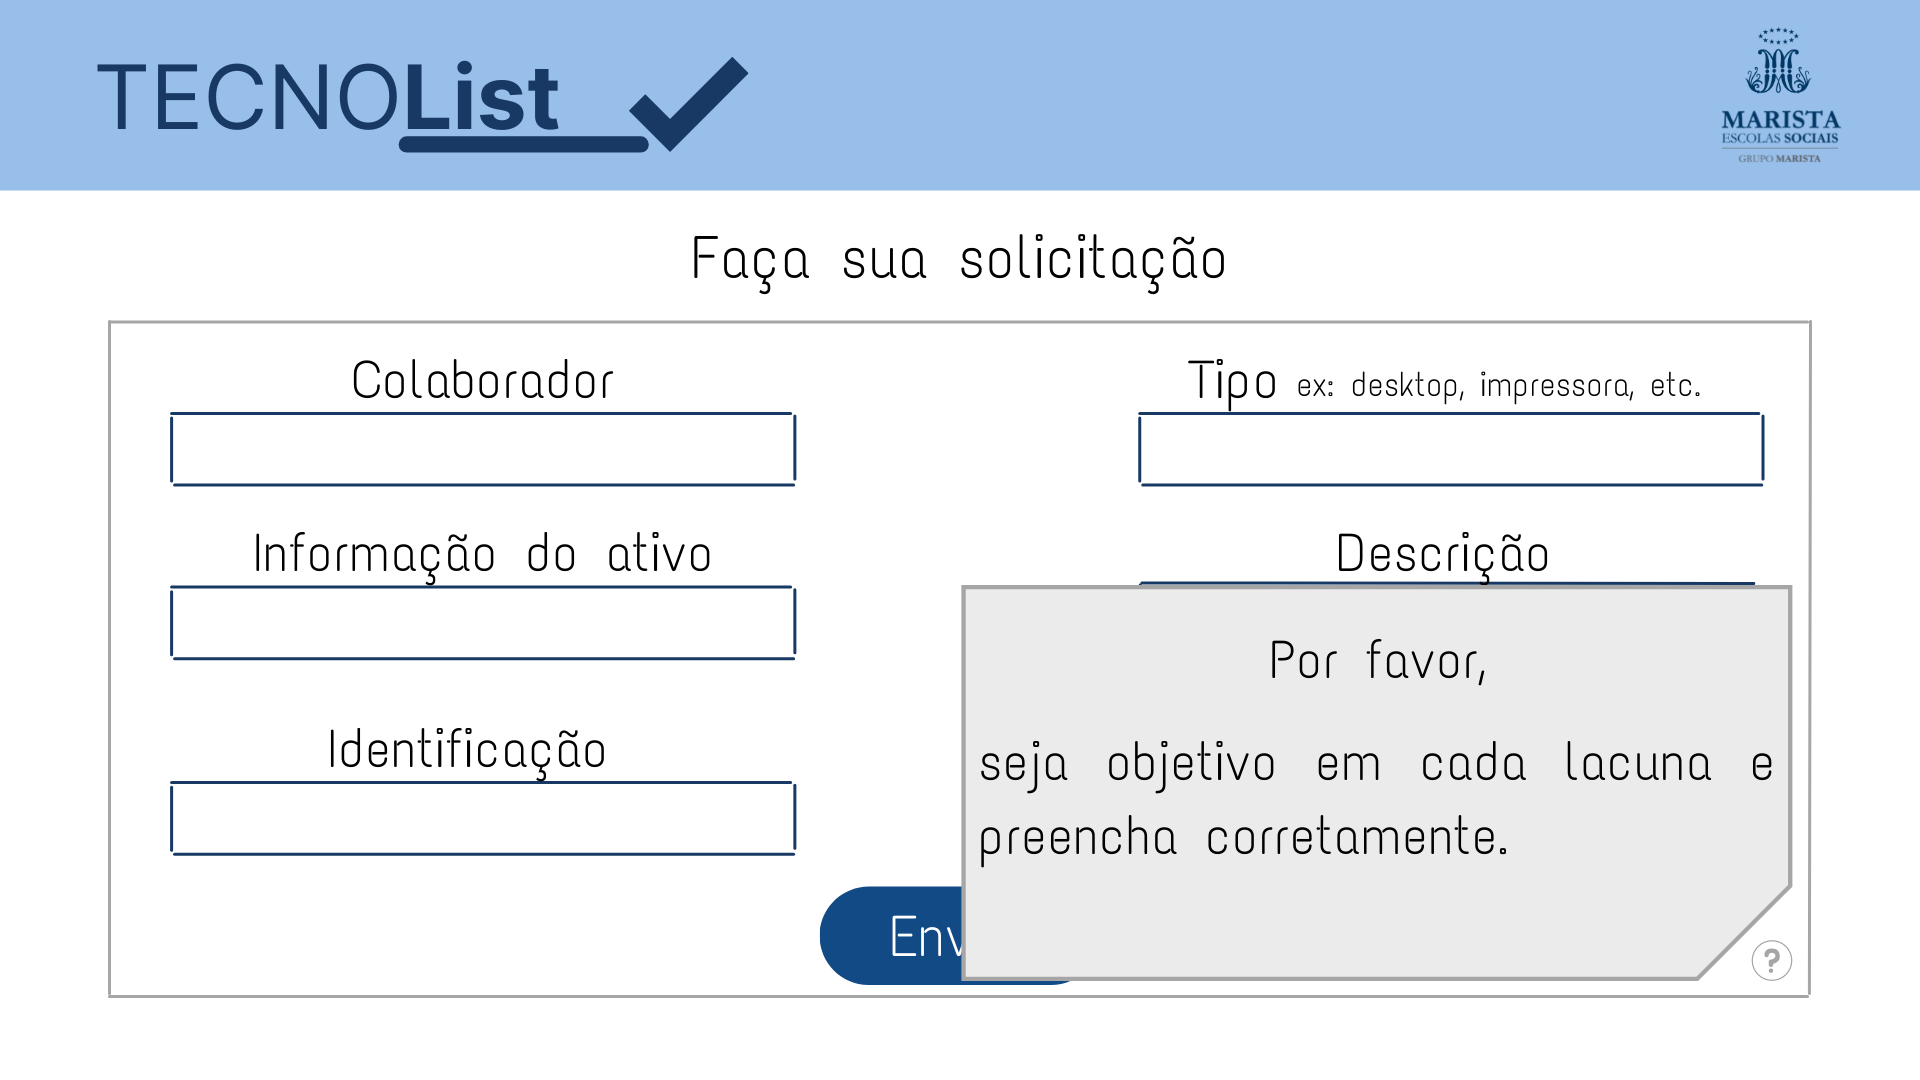 TECNOList
MARISTA
ESCOLAS SOCIAIS
GRUPO MARISTA
Faça sua solicitação
Colaborador
Tipo ex: desktop, impressora, etc.
Informação do ativo
Descrição
Por favor,
seja objetivo em cada lacuna e
preencha corretamente.
Identificação
Env
?